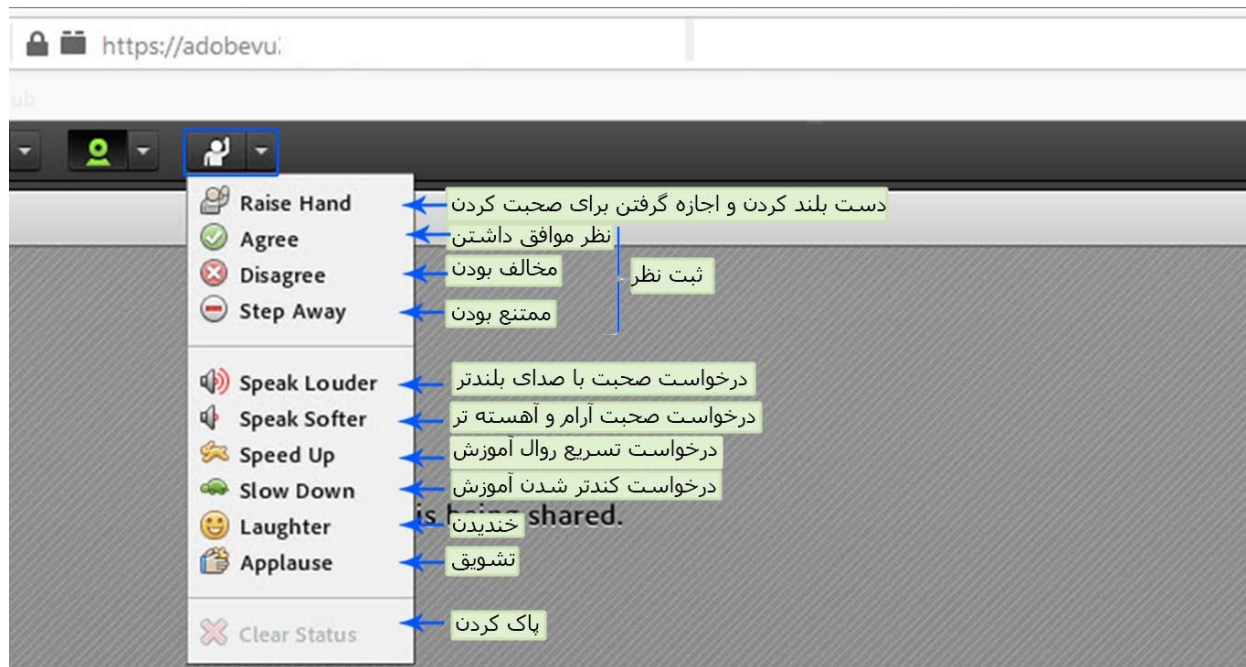 https://adobevu
ub
Raise Hand دست بلند کردن و اجازه گرفتن برای صحبت کردن
Agree نظر موافق داشتن
Disagree مخالف بودن ثبت نظر
Step Away ممتنع بودن
Speak Louder درخواست صحبت با صدای بلندتر
Speak Softer درخواست صحبت آرام و آهسته تر
Speed Up درخواست تسریع روال آموزش
Slow Down درخواست کندتر شدن آموزش
is being shared.
Laughter خندیدن
Applause تشویق
Clear Status پاک کردن